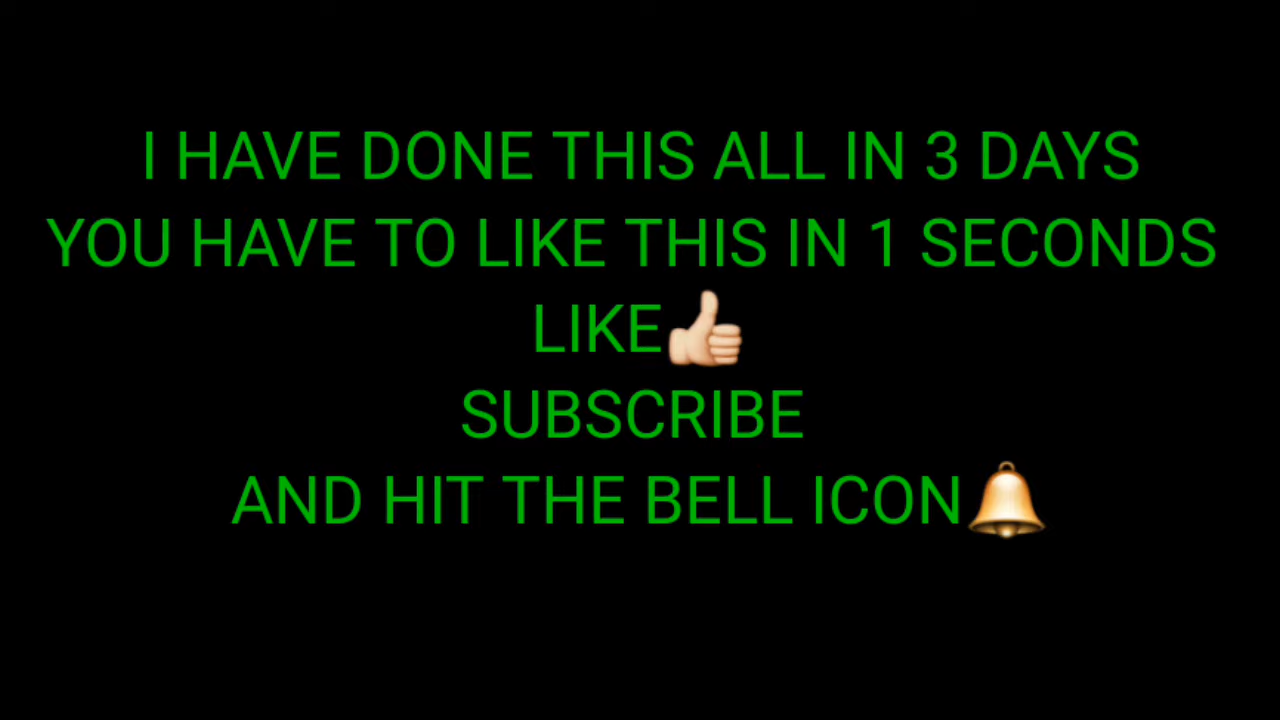 I HAVE DONE THIS ALL IN 3 DAYS
YOU HAVE TO LIKE THIS IN 1 SECONDS
LIKE👍🏻
SUBSCRIBE
AND HIT THE BELL ICON🔔